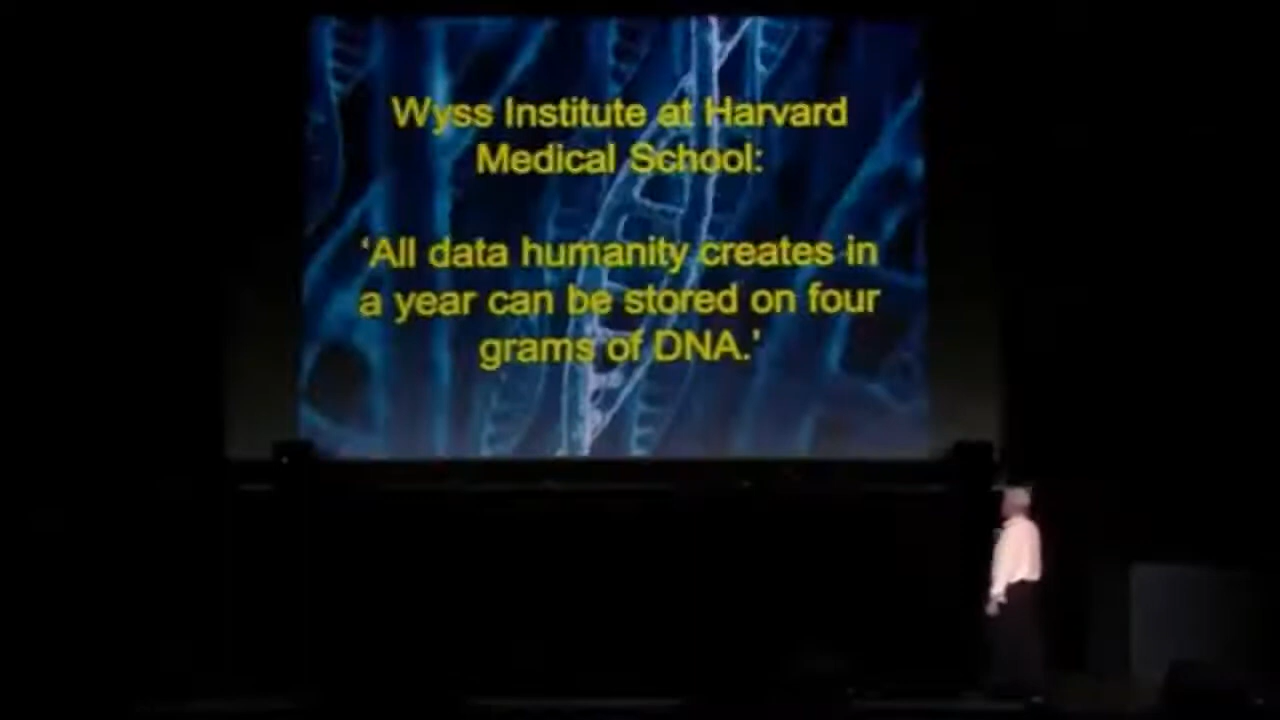 Wyss Institute at Harvard
Medical School:
‘All data humanity creates in
a year can be stored on four
grams of DNA.’